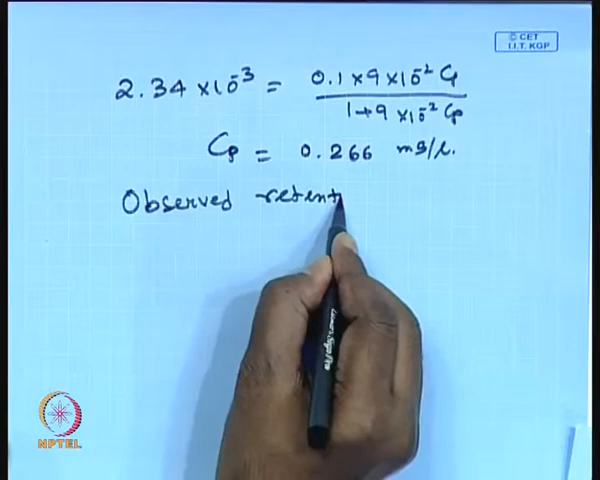 © CET
I.I.T. KGP
2.34 × 10⁻³ = 0.1 × 9 × 10⁻² Cp / 1 + 9 × 10⁻² Cp
Cp = 0.266 mg/l.
Observed retent
NPTEL